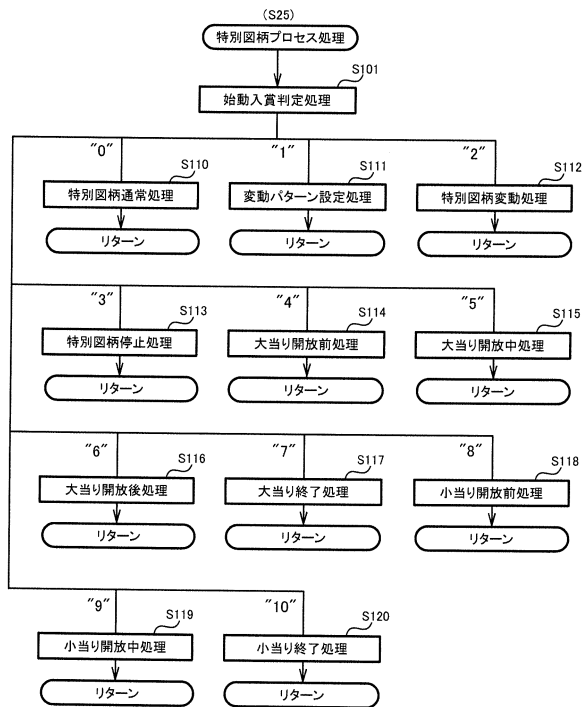 (S25)
特別図柄プロセス処理
S101
始動入賞判定処理
"0"
"1"
"2"
S110
S111
S112
特別図柄通常処理
変動パターン設定処理
特別図柄変動処理
リターン
リターン
リターン
"3"
"4"
"5"
S113
S114
S115
特別図柄停止処理
大当り開放前処理
大当り開放中処理
リターン
リターン
リターン
"6"
"7"
"8"
S116
S117
S118
大当り開放後処理
大当り終了処理
小当り開放前処理
リターン
リターン
リターン
"9"
"10"
S119
S120
小当り開放中処理
小当り終了処理
リターン
リターン